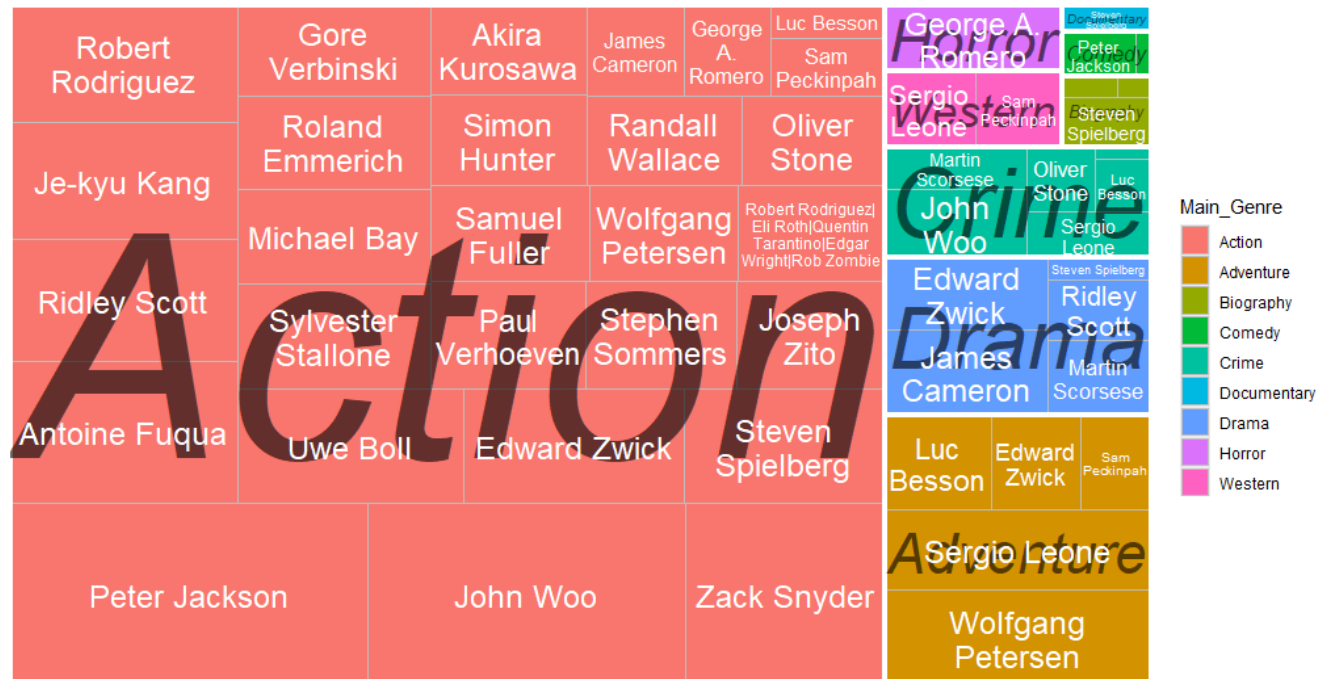 Action
Robert
Rodriguez
Je-kyu Kang
Ridley Scott
Antoine Fuqua
Gore
Verbinski
Roland
Emmerich
Michael Bay
Sylvester
Stallone
Uwe Boll
Akira
Kurosawa
Simon
Hunter
Samuel
Fuller
Paul
Verhoeven
Edward Zwick
James
Cameron
George
A.
Romero
Luc Besson
Sam
Peckinpah
Randall
Wallace
Oliver
Stone
Wolfgang
Petersen
Robert Rodriguez|
Eli Roth|Quentin
Tarantino|Edgar
Wright|Rob Zombie
Stephen
Sommers
Joseph
Zito
Steven
Spielberg
Peter Jackson
John Woo
Zack Snyder
Horror
George A.
Romero
Documentary
Steven
Spielberg
Comedy
Peter
Jackson
Western
Sergio
Leone
Sam
Peckinpah
Biography
Steven
Spielberg
Crime
Martin
Scorsese
John
Woo
Oliver
Stone
Luc
Besson
Sergio
Leone
Drama
Edward
Zwick
James
Cameron
Steven Spielberg
Ridley
Scott
Martin
Scorsese
Adventure
Luc
Besson
Edward
Zwick
Sam
Peckinpah
Sergio Leone
Wolfgang
Petersen
Main_Genre
Action
Adventure
Biography
Comedy
Crime
Documentary
Drama
Horror
Western